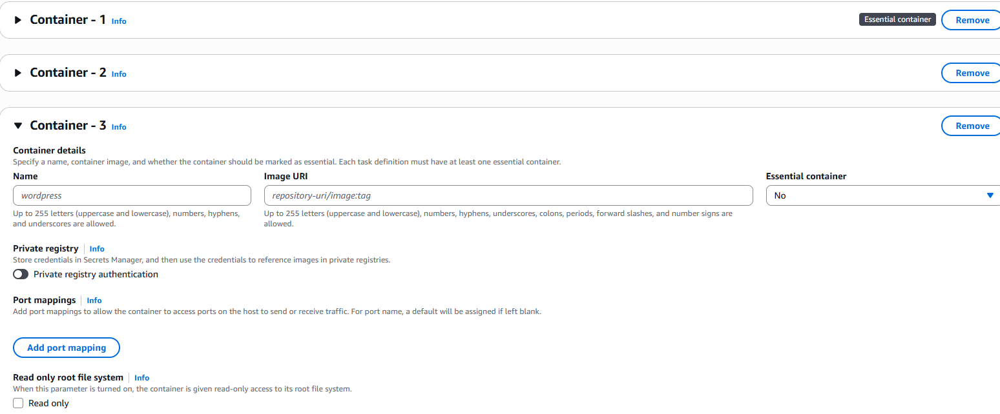 Container - 1 Info Essential container Remove
Container - 2 Info Remove
Container - 3 Info Remove
Container details
Specify a name, container image, and whether the container should be marked as essential. Each task definition must have at least one essential container.
Name Image URI Essential container
wordpress repository-uri/image:tag No
Up to 255 letters (uppercase and lowercase), numbers, hyphens, Up to 255 letters (uppercase and lowercase), numbers, hyphens, underscores, colons, periods, forward slashes, and number signs are
and underscores are allowed. allowed.
Private registry Info
Store credentials in Secrets Manager, and then use the credentials to reference images in private registries.
Private registry authentication
Port mappings Info
Add port mappings to allow the container to access ports on the host to send or receive traffic. For port name, a default will be assigned if left blank.
Add port mapping
Read only root file system Info
When this parameter is turned on, the container is given read-only access to its root file system.
Read only